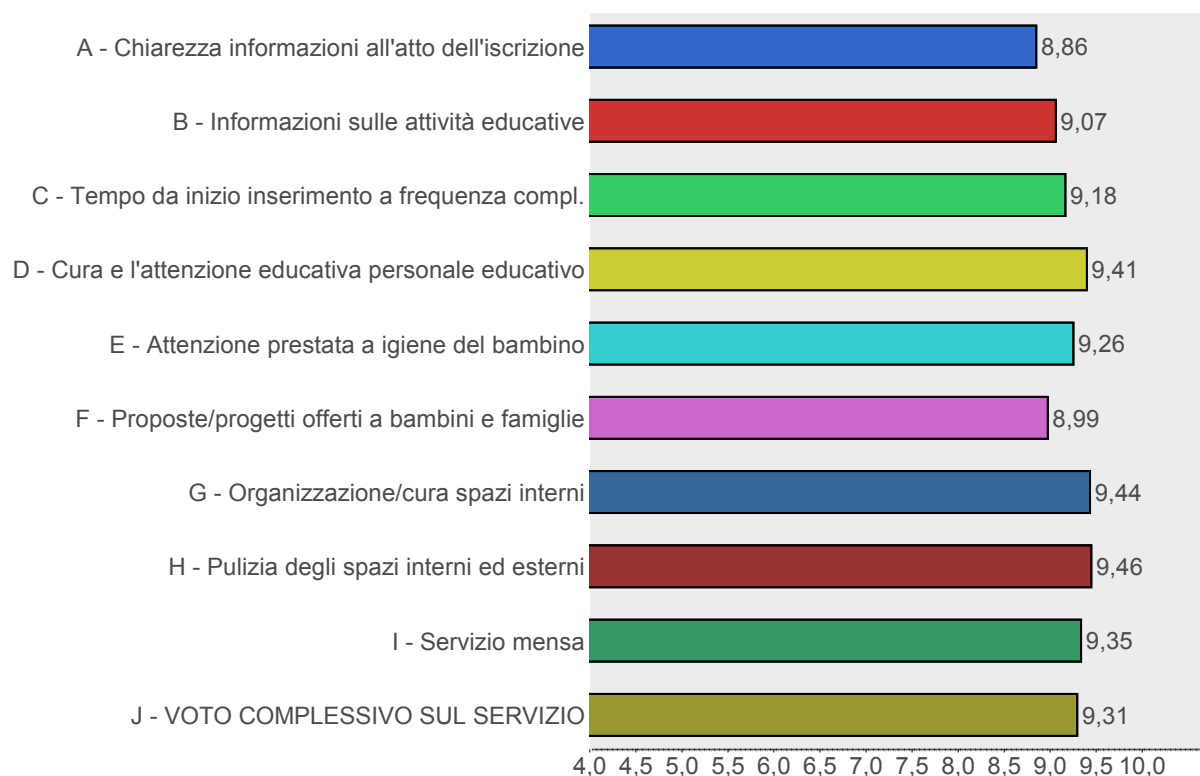 A - Chiarezza informazioni all'atto dell'iscrizione 8,86
B - Informazioni sulle attività educative 9,07
C - Tempo da inizio inserimento a frequenza compl. 9,18
D - Cura e l'attenzione educativa personale educativo 9,41
E - Attenzione prestata a igiene del bambino 9,26
F - Proposte/progetti offerti a bambini e famiglie 8,99
G - Organizzazione/cura spazi interni 9,44
H - Pulizia degli spazi interni ed esterni 9,46
I - Servizio mensa 9,35
J - VOTO COMPLESSIVO SUL SERVIZIO 9,31
4,0 4,5 5,0 5,5 6,0 6,5 7,0 7,5 8,0 8,5 9,0 9,5 10,0